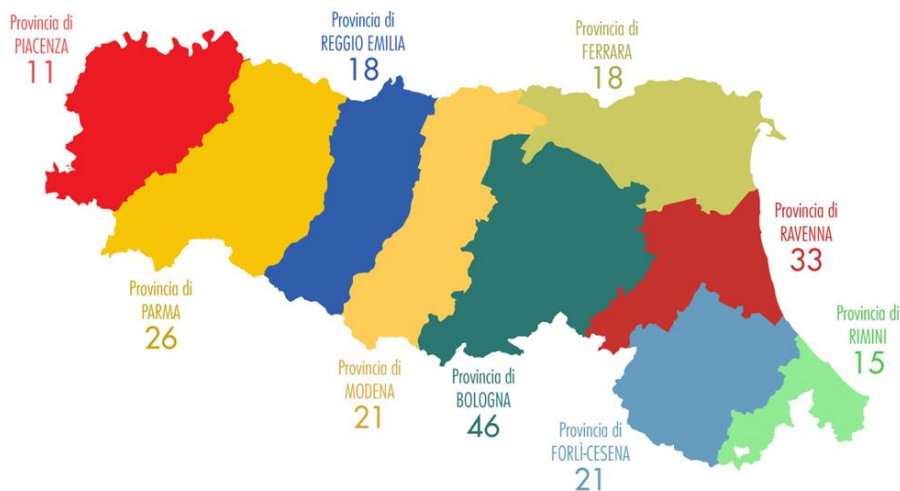 Provincia di
PIACENZA
11
Provincia di
REGGIO EMILIA
18
Provincia di
FERRARA
18
Provincia di
RAVENNA
33
Provincia di
PARMA
26
Provincia di
RIMINI
15
Provincia di
MODENA
21
Provincia di
BOLOGNA
46
Provincia di
FORLÌ-CESENA
21